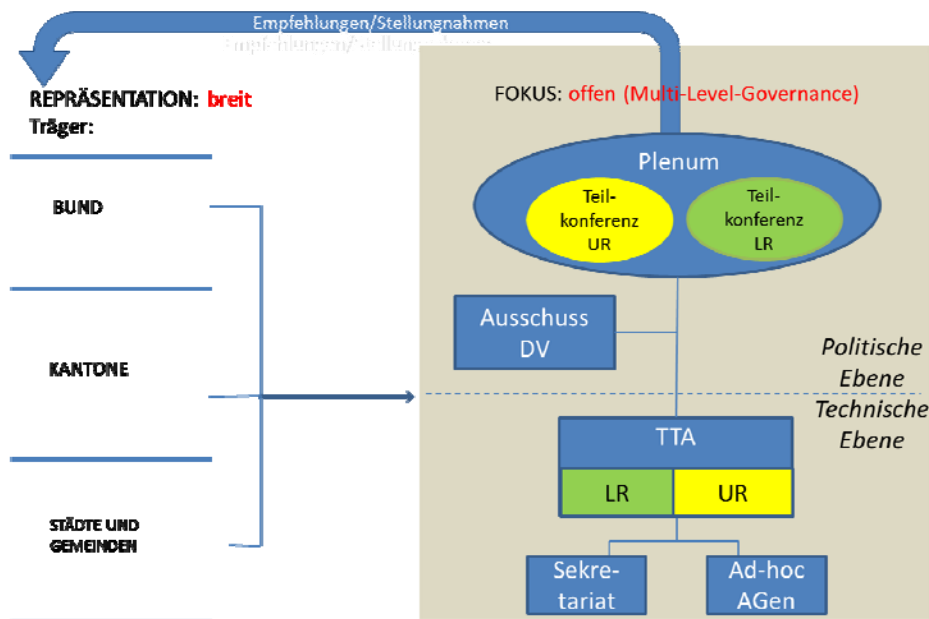 Empfehlungen/Stellungnahmen
REPRÄSENTATION: breit
Träger:
BUND
KANTONE
STÄDTE UND
GEMEINDEN
FOKUS: offen (Multi-Level-Governance)
Plenum
Teil-
konferenz
UR
Teil-
konferenz
LR
Ausschuss
DV
Politische
Ebene
Technische
Ebene
TTA
LR
UR
Sekre-
tariat
Ad-hoc
AGen